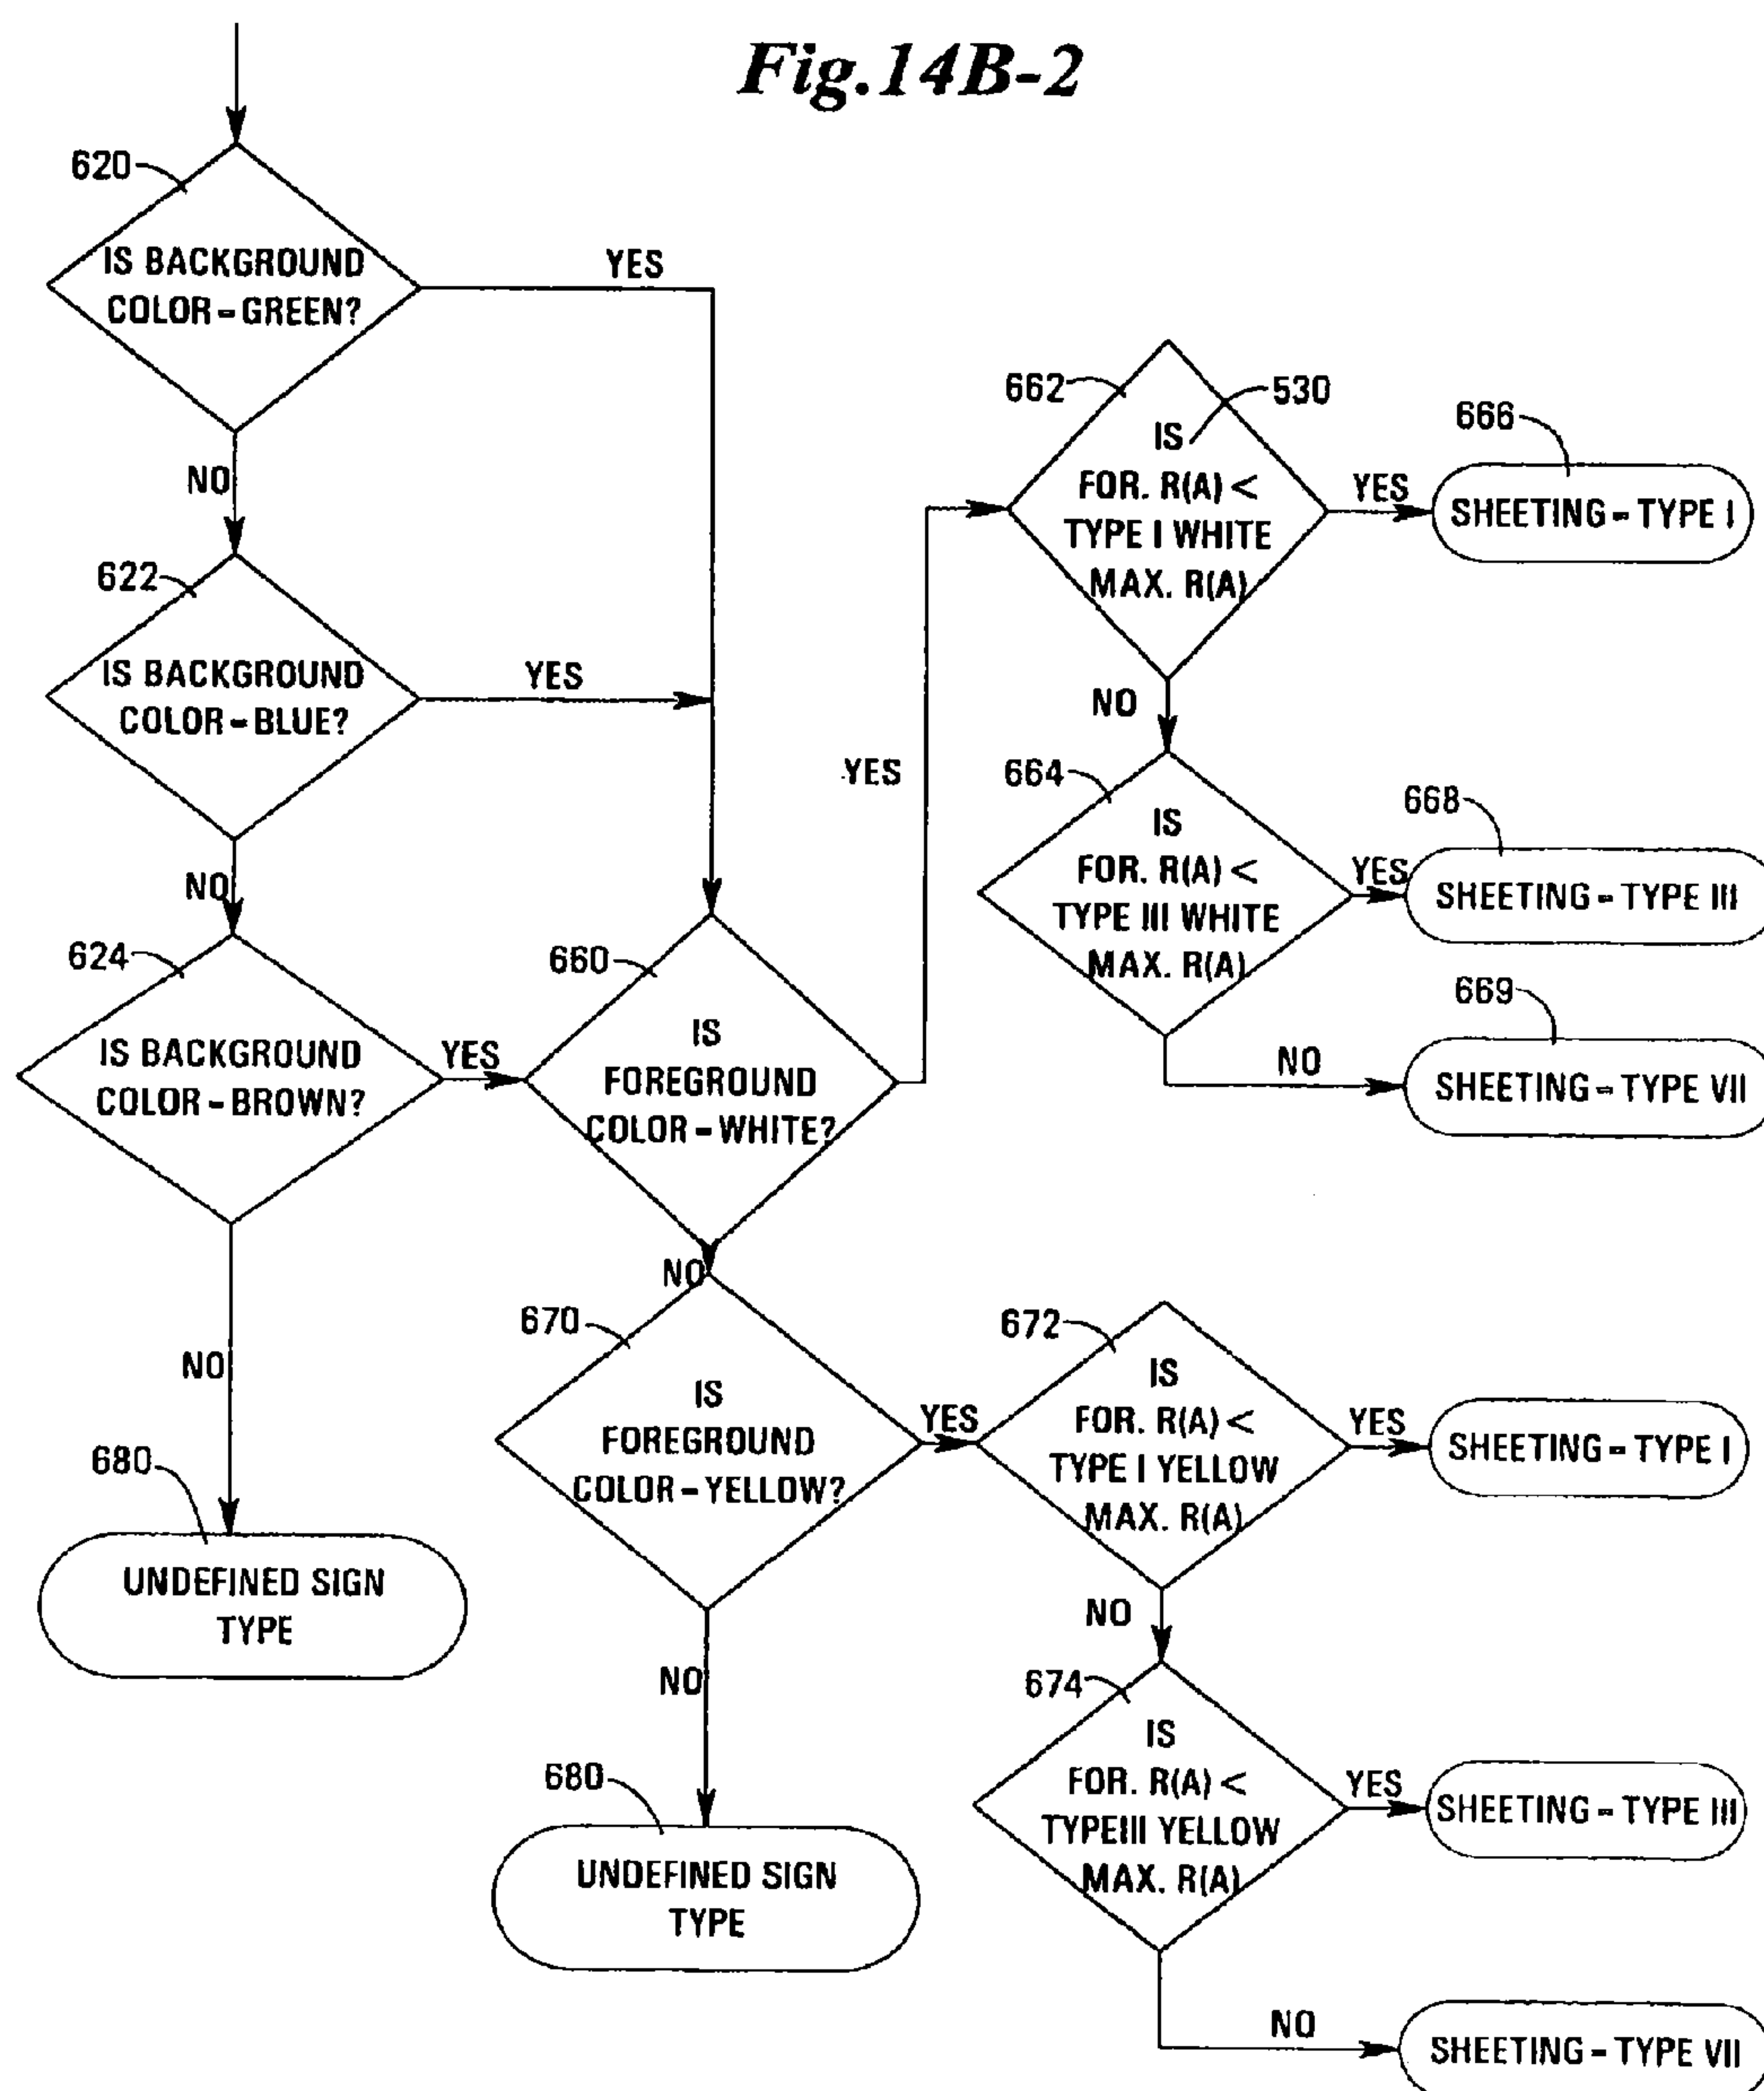 Fig.14B-2
620
IS BACKGROUND
COLOR=GREEN?
YES
NO
622
IS BACKGROUND
COLOR=BLUE?
YES
NO
624
IS BACKGROUND
COLOR=BROWN?
YES
NO
680
UNDEFINED SIGN
TYPE
660
IS
FOREGROUND
COLOR=WHITE?
YES
NO
662
530
IS
FOR. R(A) <
TYPE I WHITE
MAX. R(A)
YES
666
SHEETING=TYPE I
NO
664
IS
FOR. R(A) <
TYPE III WHITE
MAX. R(A)
YES
668
SHEETING=TYPE III
NO
669
SHEETING=TYPE VII
670
IS
FOREGROUND
COLOR=YELLOW?
YES
NO
680
UNDEFINED SIGN
TYPE
672
IS
FOR. R(A) <
TYPE I YELLOW
MAX. R(A)
YES
SHEETING=TYPE I
NO
674
IS
FOR. R(A) <
TYPEIII YELLOW
MAX. R(A)
YES
SHEETING=TYPE III
NO
SHEETING=TYPE VII